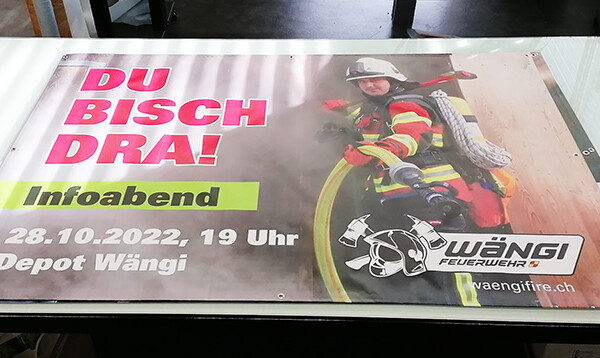 DU
BISCH
DRA!
Infoabend
28.10.2022, 19 Uhr
Depot Wängi
WÄNGI
FEUERWEHR
waengifire.ch